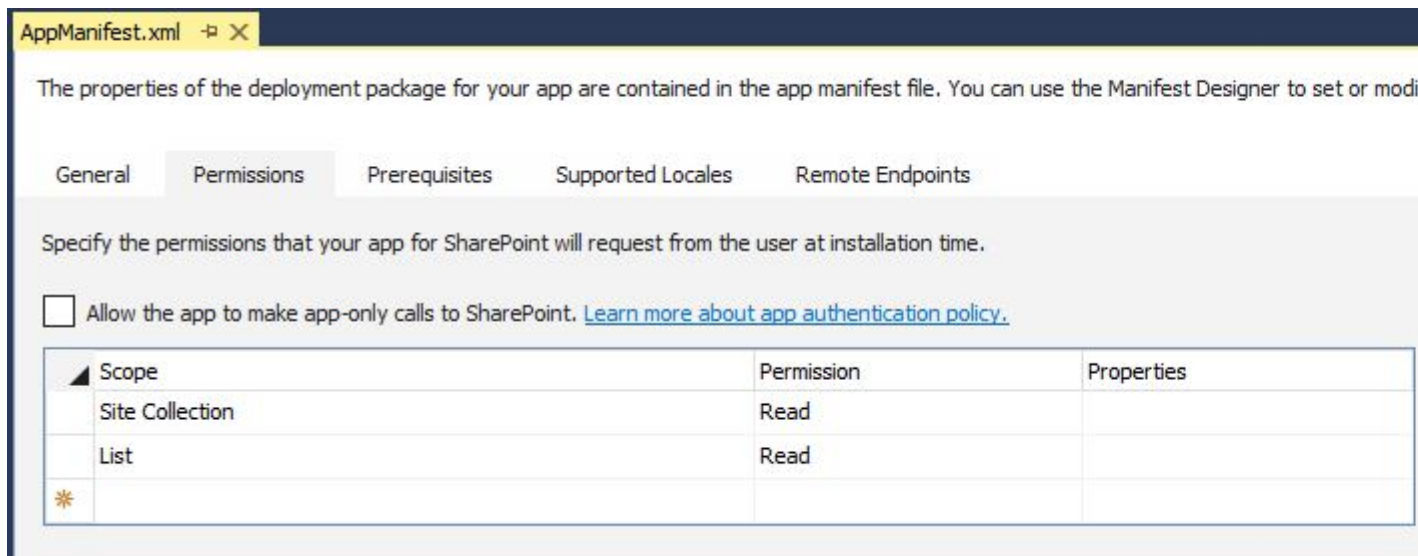 AppManifest.xml
The properties of the deployment package for your app are contained in the app manifest file. You can use the Manifest Designer to set or modi
General Permissions Prerequisites Supported Locales Remote Endpoints
Specify the permissions that your app for SharePoint will request from the user at installation time.
Allow the app to make app-only calls to SharePoint. Learn more about app authentication policy.
Scope Permission Properties
Site Collection Read
List Read